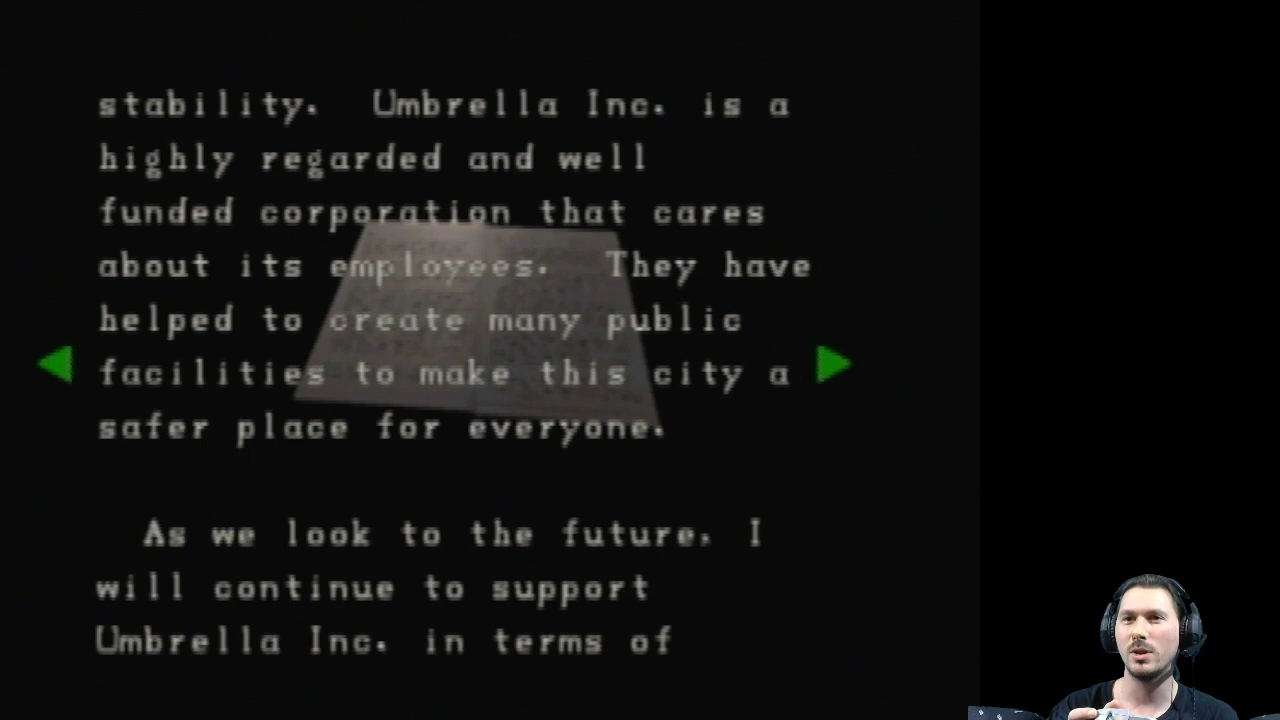 stability. Umbrella Inc. is a
highly regarded and well
funded corporation that cares
about its employees. They have
helped to create many public
facilities to make this city a
safer place for everyone.
As we look to the future, I
will continue to support
Umbrella Inc. in terms of